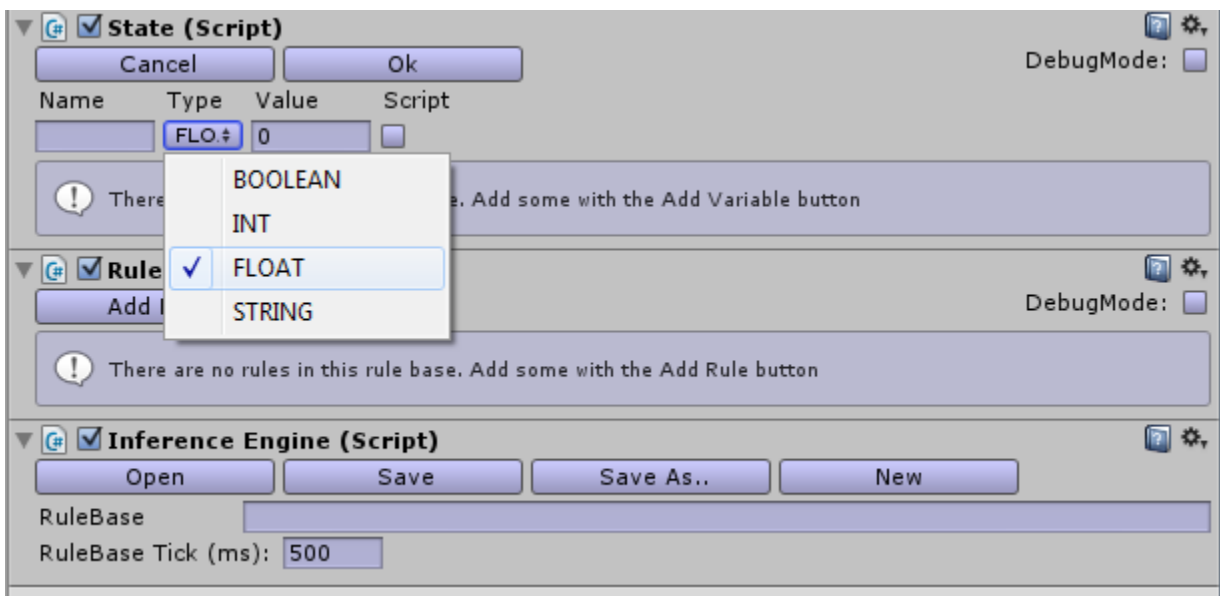 State (Script)
Cancel Ok DebugMode:
Name Type Value Script
FLO. 0
BOOLEAN
There e. Add some with the Add Variable button
INT
Rule FLOAT
Add STRING DebugMode:
There are no rules in this rule base. Add some with the Add Rule button
Inference Engine (Script)
Open Save Save As.. New
RuleBase
RuleBase Tick (ms): 500